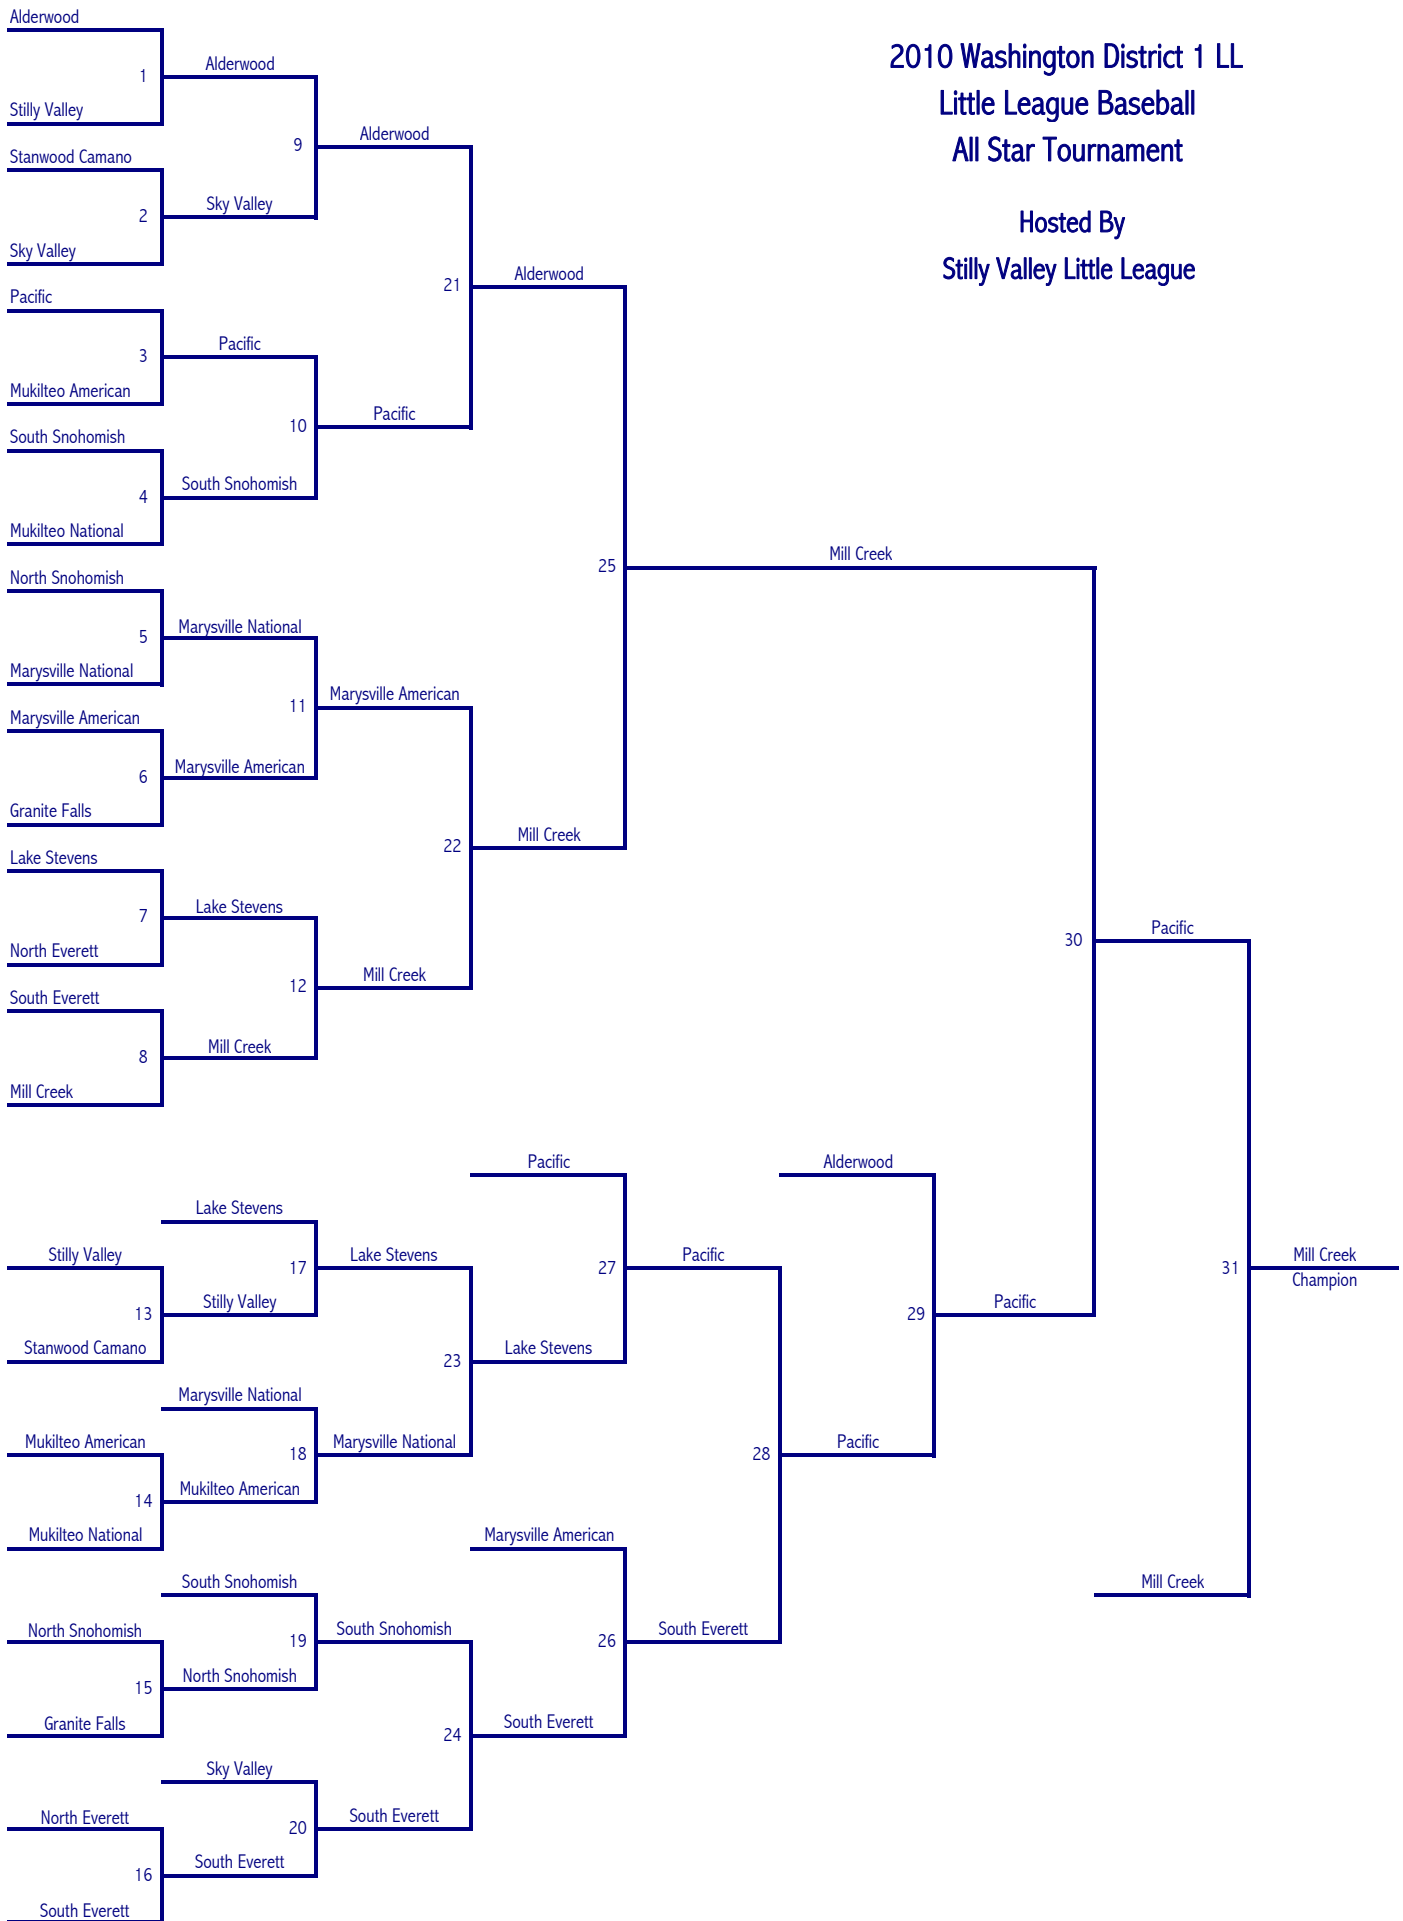 Alderwood
1
Alderwood
Stilly Valley
9
Alderwood
Stanwood Camano
2
Sky Valley
Sky Valley
21
Alderwood
Pacific
3
Pacific
Mukilteo American
10
Pacific
South Snohomish
4
South Snohomish
Mukilteo National
25
Mill Creek
North Snohomish
5
Marysville National
Marysville National
11
Marysville American
Marysville American
6
Marysville American
Granite Falls
22
Mill Creek
Lake Stevens
7
Lake Stevens
North Everett
12
Mill Creek
South Everett
8
Mill Creek
Mill Creek
2010 Washington District 1 LL
Little League Baseball
All Star Tournament
Hosted By
Stilly Valley Little League
30
Pacific
Pacific
Alderwood
Lake Stevens
Stilly Valley
17
Lake Stevens
27
Pacific
13
Stilly Valley
29
Pacific
Stanwood Camano
23
Lake Stevens
Marysville National
Mukilteo American
18
Marysville National
28
Pacific
14
Mukilteo American
Mukilteo National
Marysville American
South Snohomish
North Snohomish
19
South Snohomish
26
South Everett
15
North Snohomish
Granite Falls
24
South Everett
Sky Valley
North Everett
20
South Everett
16
South Everett
South Everett
31
Mill Creek
Champion
Mill Creek